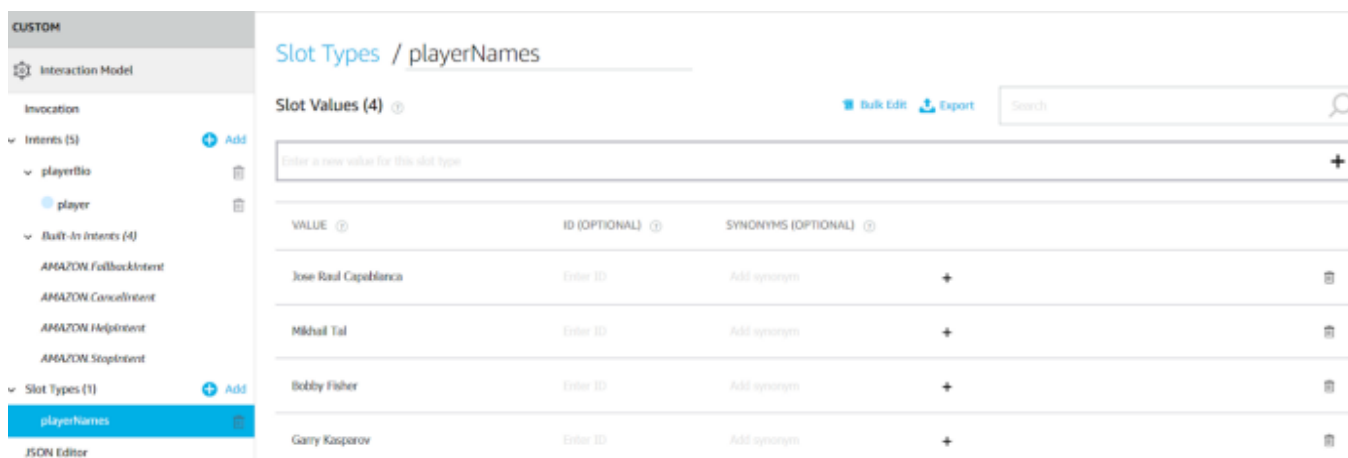 CUSTOM
Interaction Model
Invocation
Intents (5)
Add
playerBio
player
Built-In Intents (4)
AMAZON.FallbackIntent
AMAZON.CancelIntent
AMAZON.HelpIntent
AMAZON.StopIntent
Slot Types (1)
Add
playerNames
JSON Editor
Slot Types / playerNames
Slot Values (4)
Bulk Edit
Export
Search
Enter a new value for this slot type
VALUE
ID (OPTIONAL)
SYNONYMS (OPTIONAL)
Jose Raul Capablanca
Enter ID
Add synonym
Mikhail Tal
Enter ID
Add synonym
Bobby Fisher
Enter ID
Add synonym
Garry Kasparov
Enter ID
Add synonym